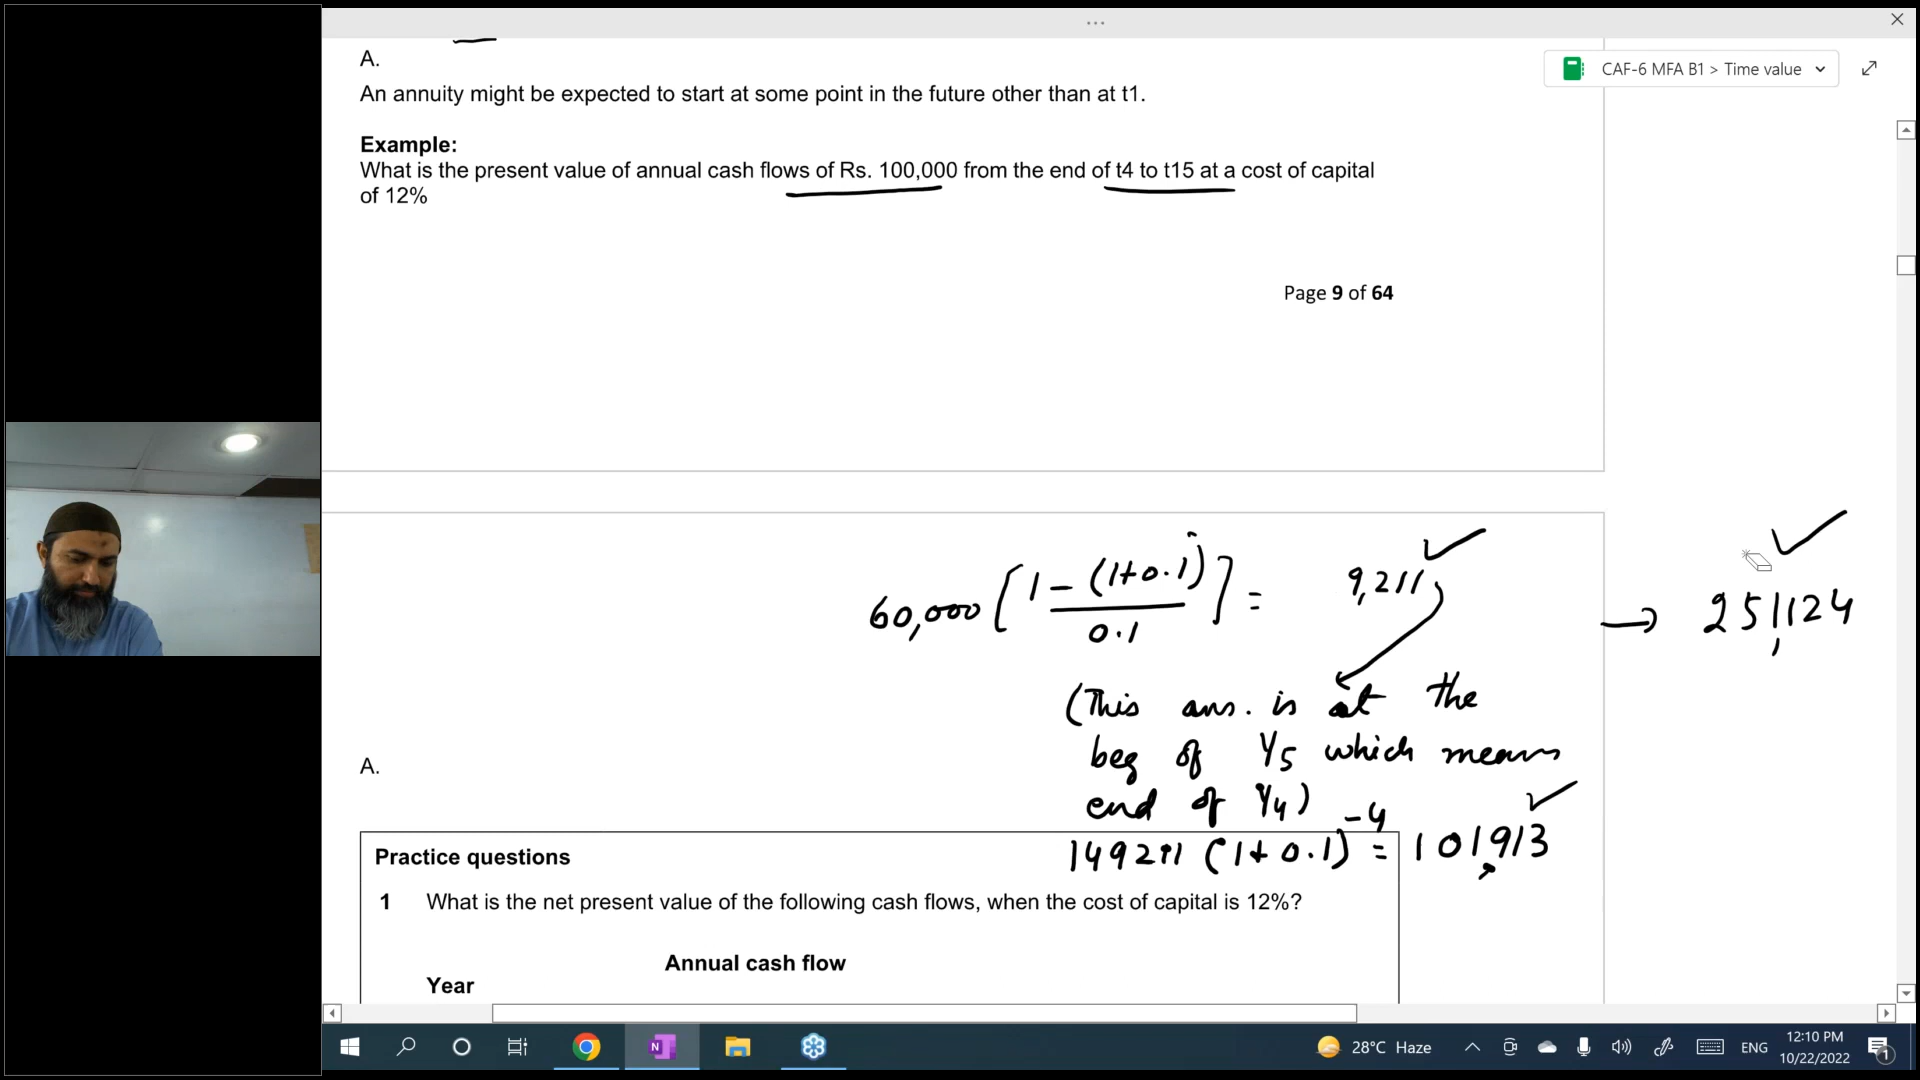 CAF-6 MFA B1 > Time value
A.
An annuity might be expected to start at some point in the future other than at t1.
Example:
What is the present value of annual cash flows of Rs. 100,000 from the end of t4 to t15 at a cost of capital
of 12%
Page 9 of 64
60,000 [1 – (1+0.1) / 0.1] = 9,211
→ 251,124
(This ans. is at the
beg of Y5 which means
end of Y4)
149211 (1+0.1)-4 = 101,913
A.
Practice questions
1 What is the net present value of the following cash flows, when the cost of capital is 12%?
Annual cash flow
Year
28°C Haze
ENG
12:10 PM
10/22/2022
1